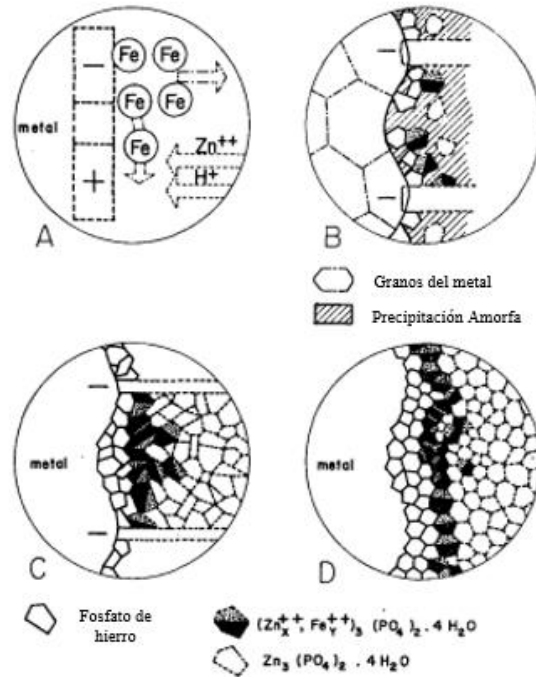 Fe Fe
Fe Fe
metal
Fe
Zn++
H+
A
B
Granos del metal
Precipitación Amorfa
metal
metal
C
D
Fosfato de
hierro
(Zn++X, Fe++Y)3 (PO4)2 . 4 H2O
Zn3 (PO4)2 . 4 H2O